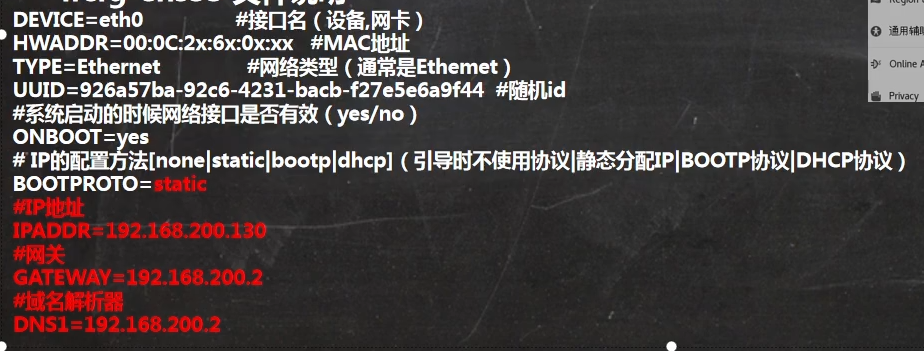 DEVICE=eth0 #接口名（设备,网卡）
HWADDR=00:0C:2x:6x:0x:xx #MAC地址
TYPE=Ethernet #网络类型（通常是Ethemet）
UUID=926a57ba-92c6-4231-bacb-f27e5e6a9f44 #随机id
#系统启动的时候网络接口是否有效（yes/no）
ONBOOT=yes
# IP的配置方法[none|static|bootp|dhcp]（引导时不使用协议|静态分配IP|BOOTP协议|DHCP协议）
BOOTPROTO=static
#IP地址
IPADDR=192.168.200.130
#网关
GATEWAY=192.168.200.2
#域名解析器
DNS1=192.168.200.2
通用辅
Online A
Privacy